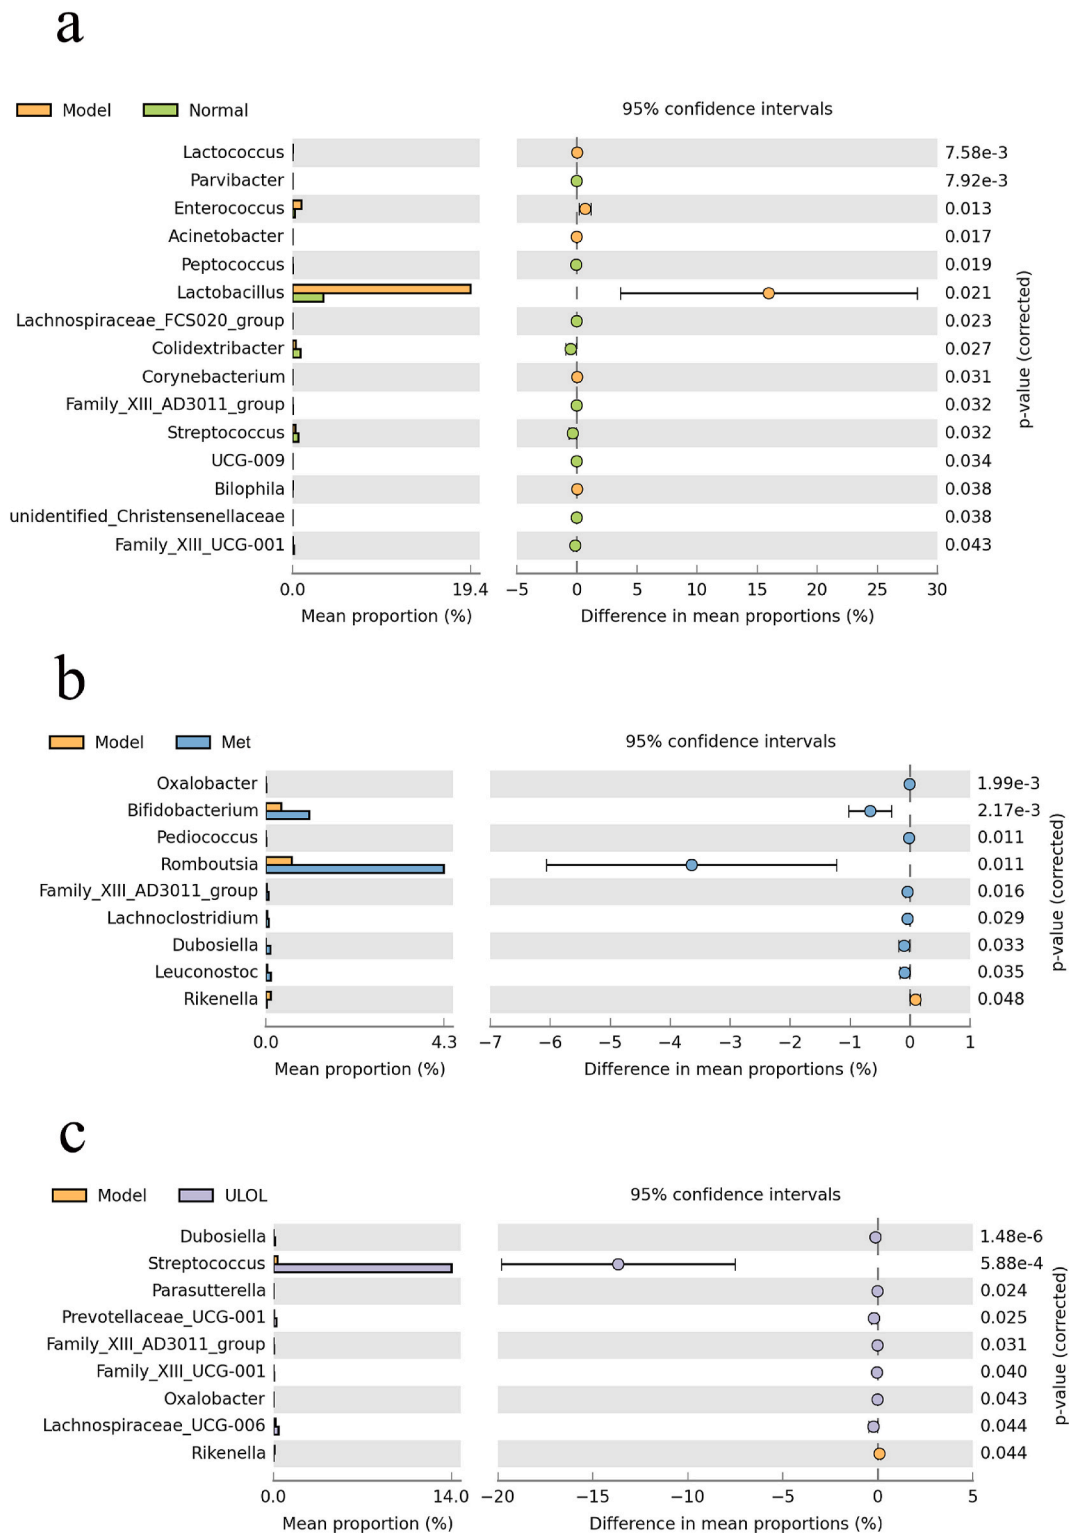 a
Model Normal 95% confidence intervals
Lactococcus 7.58e-3
Parvibacter 7.92e-3
Enterococcus 0.013
Acinetobacter 0.017
Peptococcus 0.019
Lactobacillus 0.021
Lachnospiraceae_FCS020_group 0.023
Colidextribacter 0.027
Corynebacterium 0.031
Family_XIII_AD3011_group 0.032
Streptococcus 0.032
UCG-009 0.034
Bilophila 0.038
unidentified_Christensenellaceae 0.038
Family_XIII_UCG-001 0.043
p-value (corrected)
0.0 19.4 −5 0 5 10 15 20 25 30
Mean proportion (%) Difference in mean proportions (%)
b
Model Met 95% confidence intervals
Oxalobacter 1.99e-3
Bifidobacterium 2.17e-3
Pediococcus 0.011
Romboutsia 0.011
Family_XIII_AD3011_group 0.016
Lachnoclostridium 0.029
Dubosiella 0.033
Leuconostoc 0.035
Rikenella 0.048
p-value (corrected)
0.0 4.3 −7 −6 −5 −4 −3 −2 −1 0 1
Mean proportion (%) Difference in mean proportions (%)
c
Model ULOL 95% confidence intervals
Dubosiella 1.48e-6
Streptococcus 5.88e-4
Parasutterella 0.024
Prevotellaceae_UCG-001 0.025
Family_XIII_AD3011_group 0.031
Family_XIII_UCG-001 0.040
Oxalobacter 0.043
Lachnospiraceae_UCG-006 0.044
Rikenella 0.044
p-value (corrected)
0.0 14.0 −20 −15 −10 −5 0 5
Mean proportion (%) Difference in mean proportions (%)